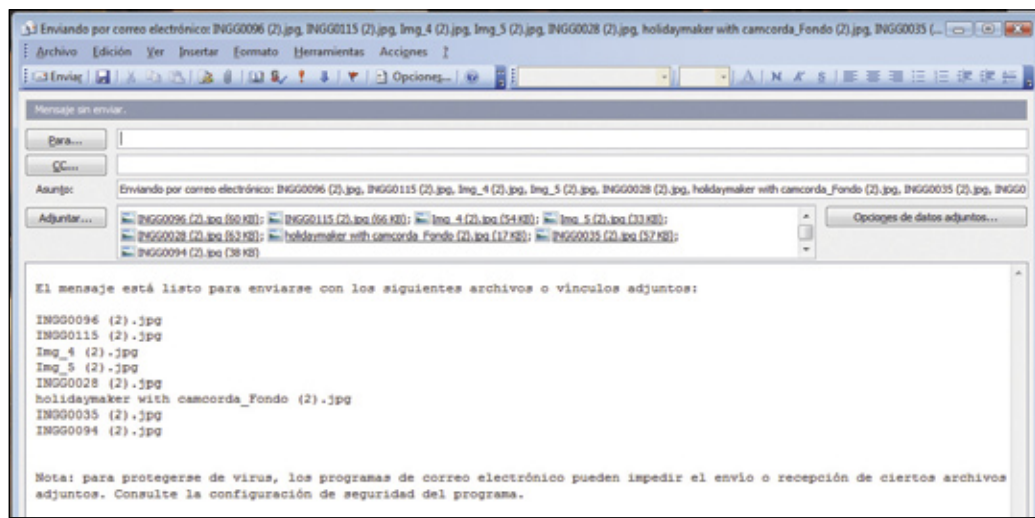 Enviando por correo electrónico: INGG0096 (2).jpg, INGG0115 (2).jpg, Img_4 (2).jpg, Img_5 (2).jpg, INGG0028 (2).jpg, holidaymaker with camcorda_Fondo (2).jpg, INGG0035 (...
Archivo Edición Ver Insertar Formato Herramientas Acciones ?
Enviar Opciones... A N K S
Mensaje sin enviar.
Para...
CC...
Asunto: Enviando por correo electrónico: INGG0096 (2).jpg, INGG0115 (2).jpg, Img_4 (2).jpg, Img_5 (2).jpg, INGG0028 (2).jpg, holidaymaker with camcorda_Fondo (2).jpg, INGG0035 (2).jpg, INGG0
Adjuntar... INGG0096 (2).jpg (60 KB); INGG0115 (2).jpg (66 KB); Img_4 (2).jpg (54 KB); Img_5 (2).jpg (33 KB); Opciones de datos adjuntos...
INGG0028 (2).jpg (63 KB); holidaymaker with camcorda_Fondo (2).jpg (17 KB); INGG0035 (2).jpg (57 KB);
INGG0094 (2).jpg (38 KB)
El mensaje está listo para enviarse con los siguientes archivos o vínculos adjuntos:
INGG0096 (2).jpg
INGG0115 (2).jpg
Img_4 (2).jpg
Img_5 (2).jpg
INGG0028 (2).jpg
holidaymaker with camcorda_Fondo (2).jpg
INGG0035 (2).jpg
INGG0094 (2).jpg
Nota: para protegerse de virus, los programas de correo electrónico pueden impedir el envío o recepción de ciertos archivos
adjuntos. Consulte la configuración de seguridad del programa.